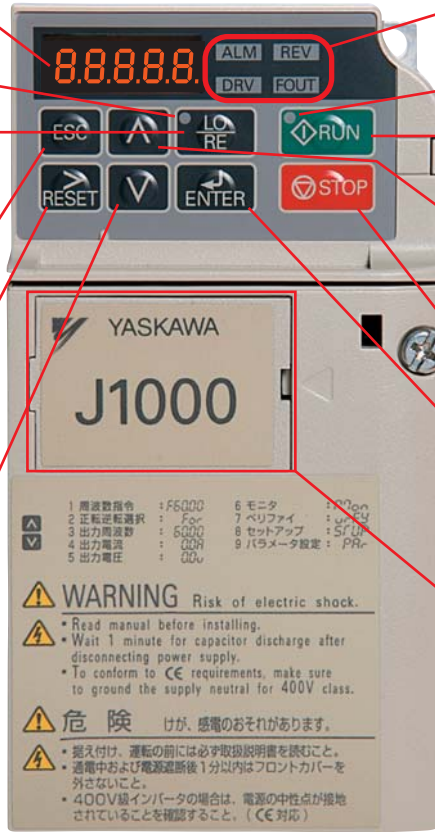 8.8.8.8.8.
ALM REV
DRV FOUT
ESC ∧ LO/RE RUN
RESET ∨ ENTER STOP
YASKAWA
J1000
1 周波数指令 : F60.00
2 正転逆転選択 : For
3 出力周波数 : 60.00
4 出力電流 : 0.0A
5 出力電圧 : 0.0v
6 モニタ : Mon
7 ベリファイ : vrFy
8 セットアップ : STUP
9 パラメータ設定 : PAr
WARNING Risk of electric shock.
• Read manual before installing.
• Wait 1 minute for capacitor discharge after
disconnecting power supply.
• To conform to CE requirements, make sure
to ground the supply neutral for 400V class.
危険 けが、感電のおそれがあります。
•据え付け、運転の前には必ず取扱説明書を読むこと。
• 通電中および電源遮断後1分以内はフロントカバーを
外さないこと。
• 400V級インバータの場合は、電源の中性点が接地
されていることを確認すること。(CE対応)